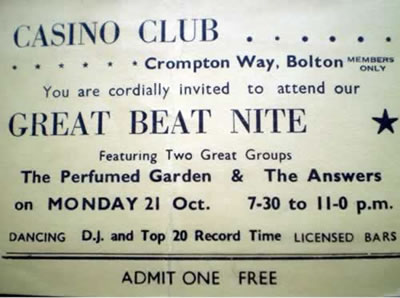 CASINO CLUB . . . . . .
. . . . . . Crompton Way, Bolton MEMBERS ONLY
You are cordially invited to attend our
GREAT BEAT NITE ★
Featuring Two Great Groups
The Perfumed Garden & The Answers
on MONDAY 21 Oct. 7-30 to 11-0 p.m.
DANCING D.J. and Top 20 Record Time LICENSED BARS
ADMIT ONE FREE